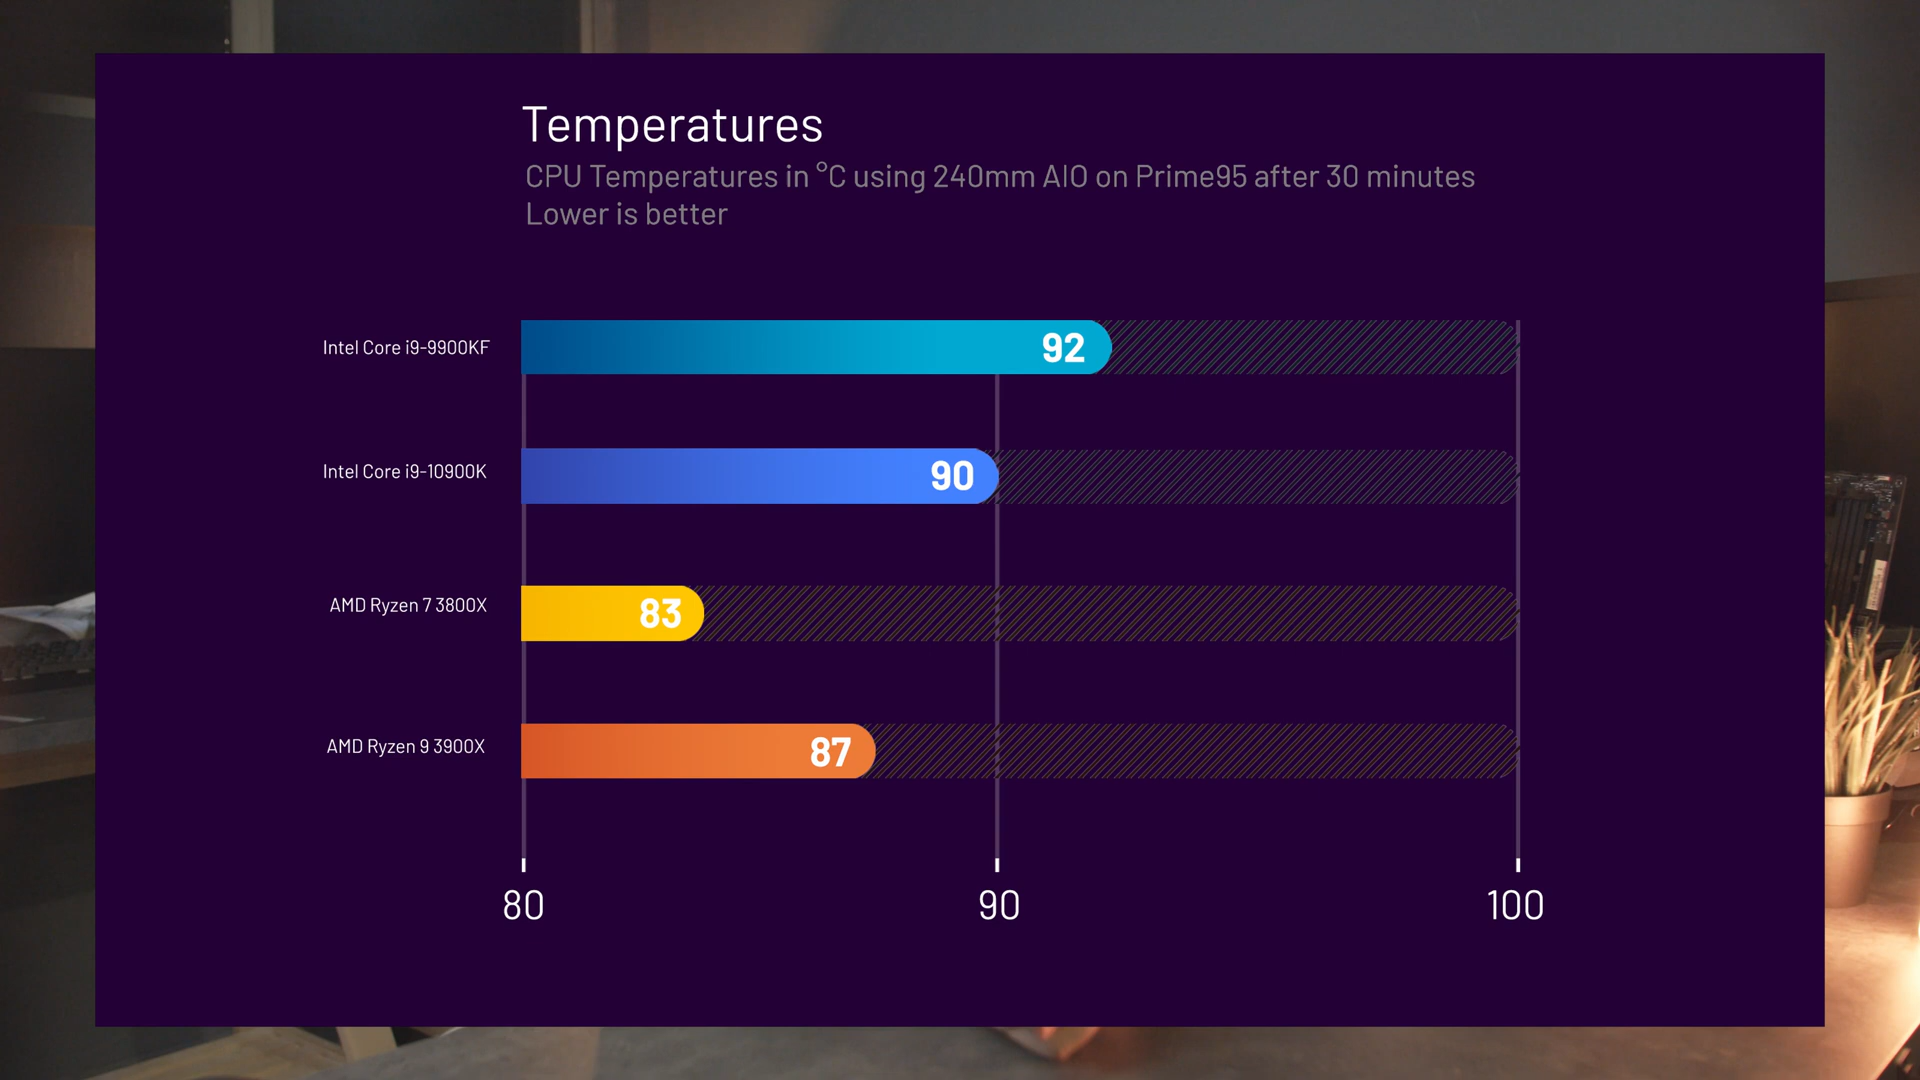 Temperatures
CPU Temperatures in °C using 240mm AIO on Prime95 after 30 minutes
Lower is better
Intel Core i9-9900KF
92
Intel Core i9-10900K
90
AMD Ryzen 7 3800X
83
AMD Ryzen 9 3900X
87
80
90
100